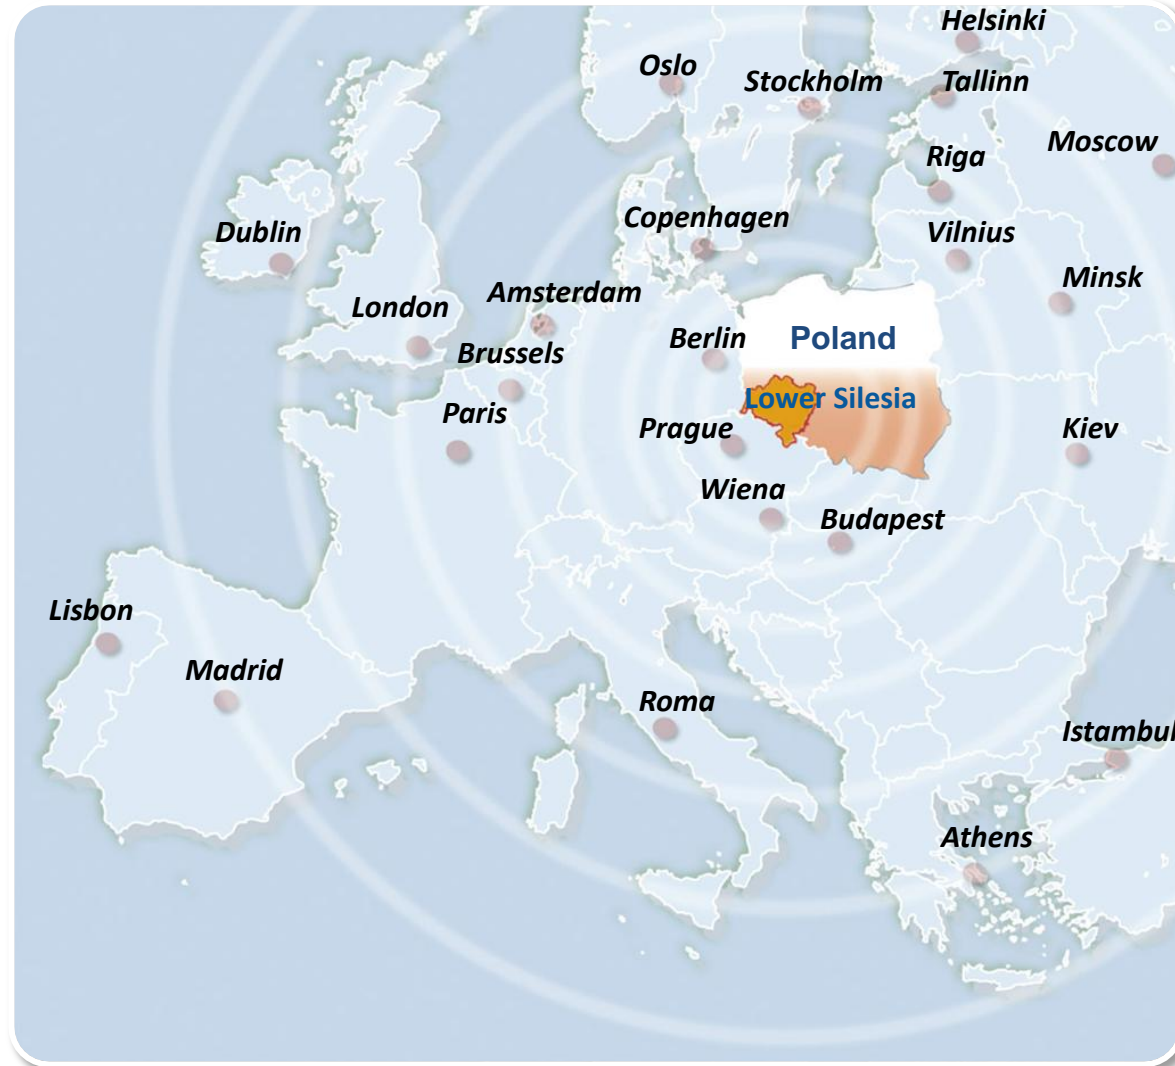 Helsinki
Oslo
Stockholm
Tallinn
Moscow
Riga
Copenhagen
Dublin
Vilnius
Minsk
Amsterdam
London
Berlin
Poland
Brussels
Lower Silesia
Paris
Prague
Kiev
Wiena
Budapest
Lisbon
Madrid
Roma
Istambul
Athens